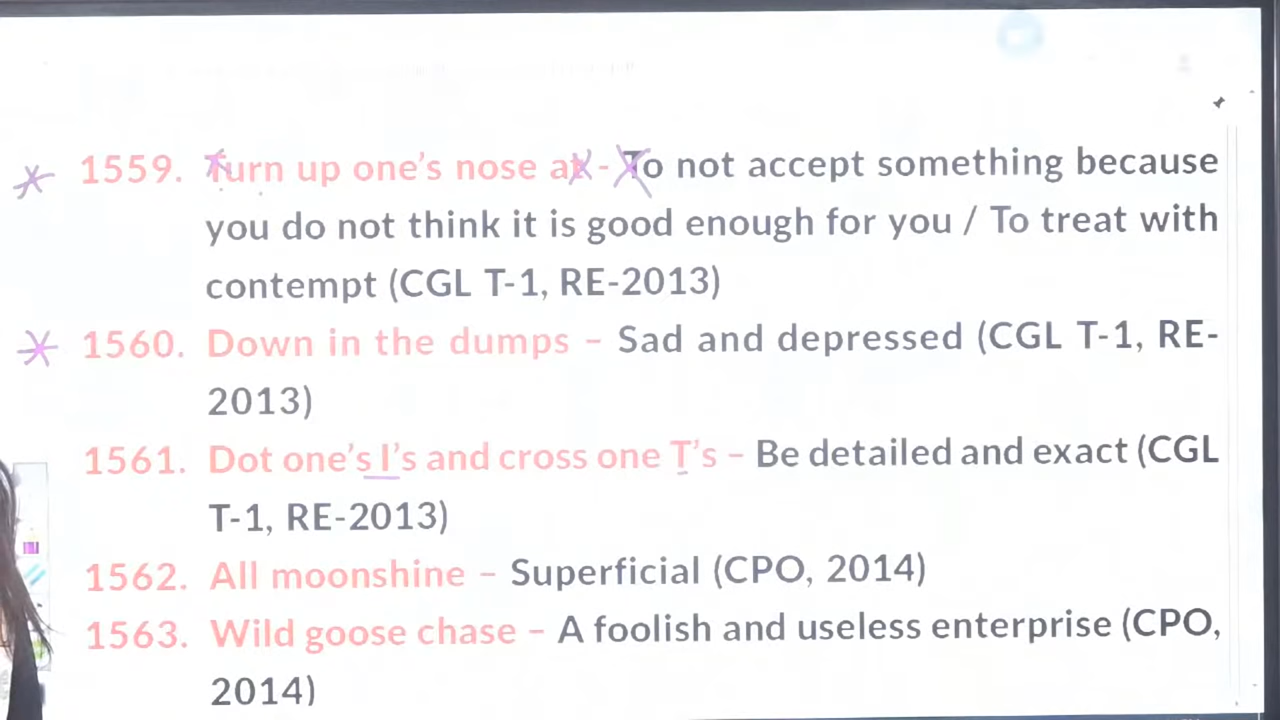 1559. Turn up one's nose at - To not accept something because
you do not think it is good enough for you / To treat with
contempt (CGL T-1, RE-2013)
1560. Down in the dumps – Sad and depressed (CGL T-1, RE-
2013)
1561. Dot one's I's and cross one T's – Be detailed and exact (CGL
T-1, RE-2013)
1562. All moonshine – Superficial (CPO, 2014)
1563. Wild goose chase – A foolish and useless enterprise (CPO,
2014)